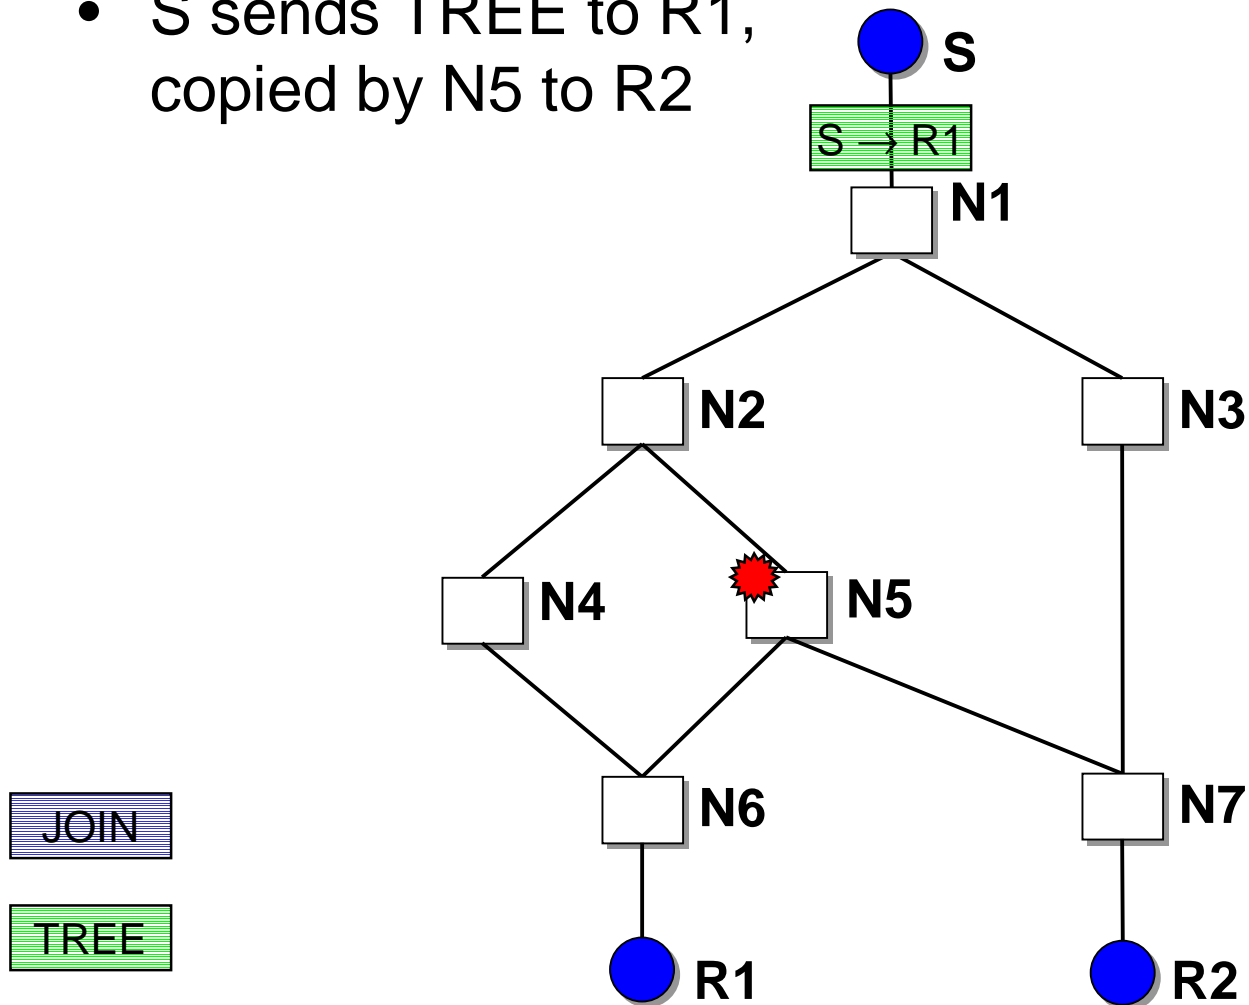 • S sends TREE to R1,
copied by N5 to R2
S
S → R1
N1
N2
N3
N4
N5
N6
N7
JOIN
TREE
R1
R2